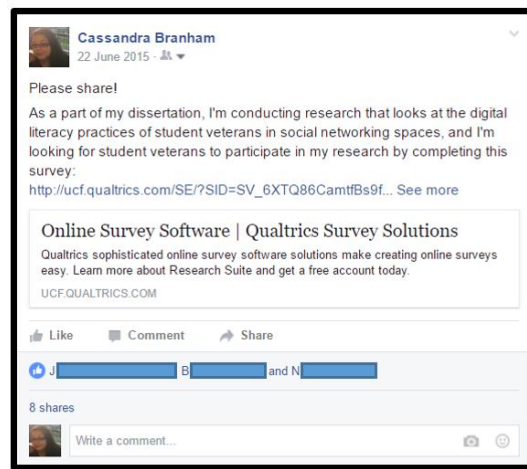 Cassandra Branham
22 June 2015 ·
Please share!
As a part of my dissertation, I'm conducting research that looks at the digital
literacy practices of student veterans in social networking spaces, and I'm
looking for student veterans to participate in my research by completing this
survey:
http://ucf.qualtrics.com/SE/?SID=SV_6XTQ86CamtfBs9f... See more
Online Survey Software | Qualtrics Survey Solutions
Qualtrics sophisticated online survey software solutions make creating online surveys
easy. Learn more about Research Suite and get a free account today.
UCF.QUALTRICS.COM
Like Comment Share
J B and N
8 shares
Write a comment...